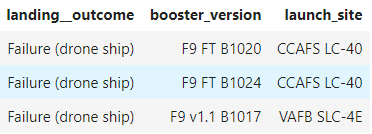 landing__outcome booster_version launch_site
Failure (drone ship) F9 FT B1020 CCAFS LC-40
Failure (drone ship) F9 FT B1024 CCAFS LC-40
Failure (drone ship) F9 v1.1 B1017 VAFB SLC-4E